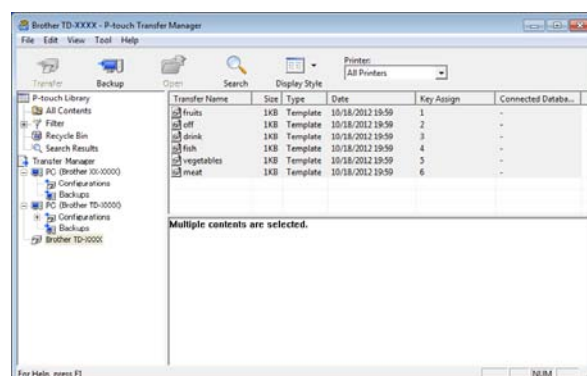 Brother TD-XXXX - P-touch Transfer Manager
File Edit View Tool Help
Transfer Backup Open Search Display Style
Printer:
All Printers
P-touch Library
All Contents
Filter
Recycle Bin
Search Results
Transfer Manager
PC (Brother XX-XXXX)
Configurations
Backups
PC (Brother TD-XXXX)
Configurations
Backups
Brother TD-XXXX
Transfer Name Size Type Date Key Assign Connected Databa...
fruits 1KB Template 10/18/2012 19:59 1 -
off 1KB Template 10/18/2012 19:59 2 -
drink 1KB Template 10/18/2012 19:59 3 -
fish 1KB Template 10/18/2012 19:59 4 -
vegetables 1KB Template 10/18/2012 19:59 5 -
meat 1KB Template 10/18/2012 19:59 6 -
Multiple contents are selected.
For Help, press F1
NUM